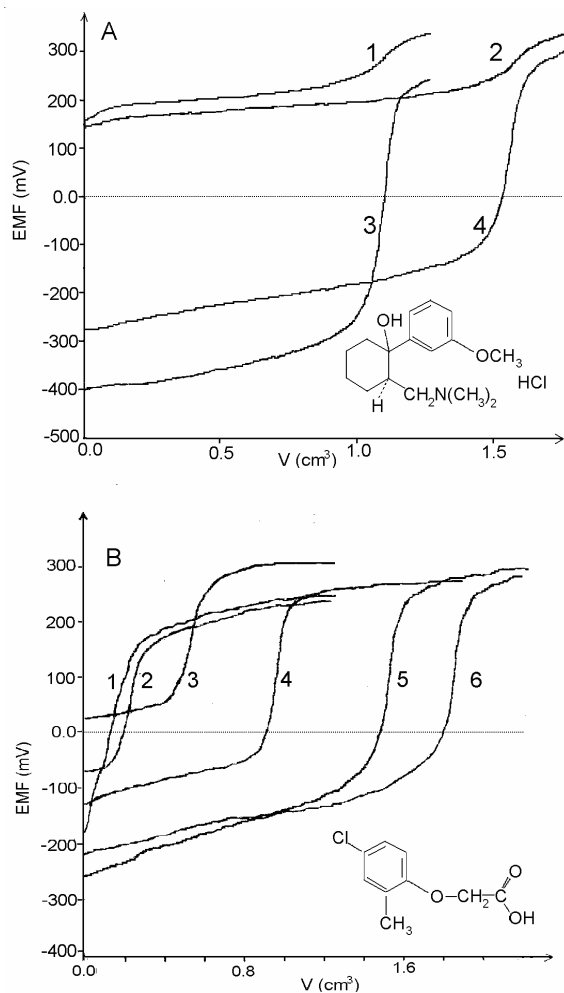 A
300
200
100
0.0
-100
-200
-300
-400
-500
EMF (mV)
1
2
3
4
OH
OCH3
HCl
CH2N(CH3)2
H
0.0
0.5
1.0
1.5
V (cm3)
B
300
200
100
0.0
-100
-200
-300
-400
EMF (mV)
1
2
3
4
5
6
Cl
O
O
CH2
C
OH
CH3
0.0
0.8
1.6
V (cm3)